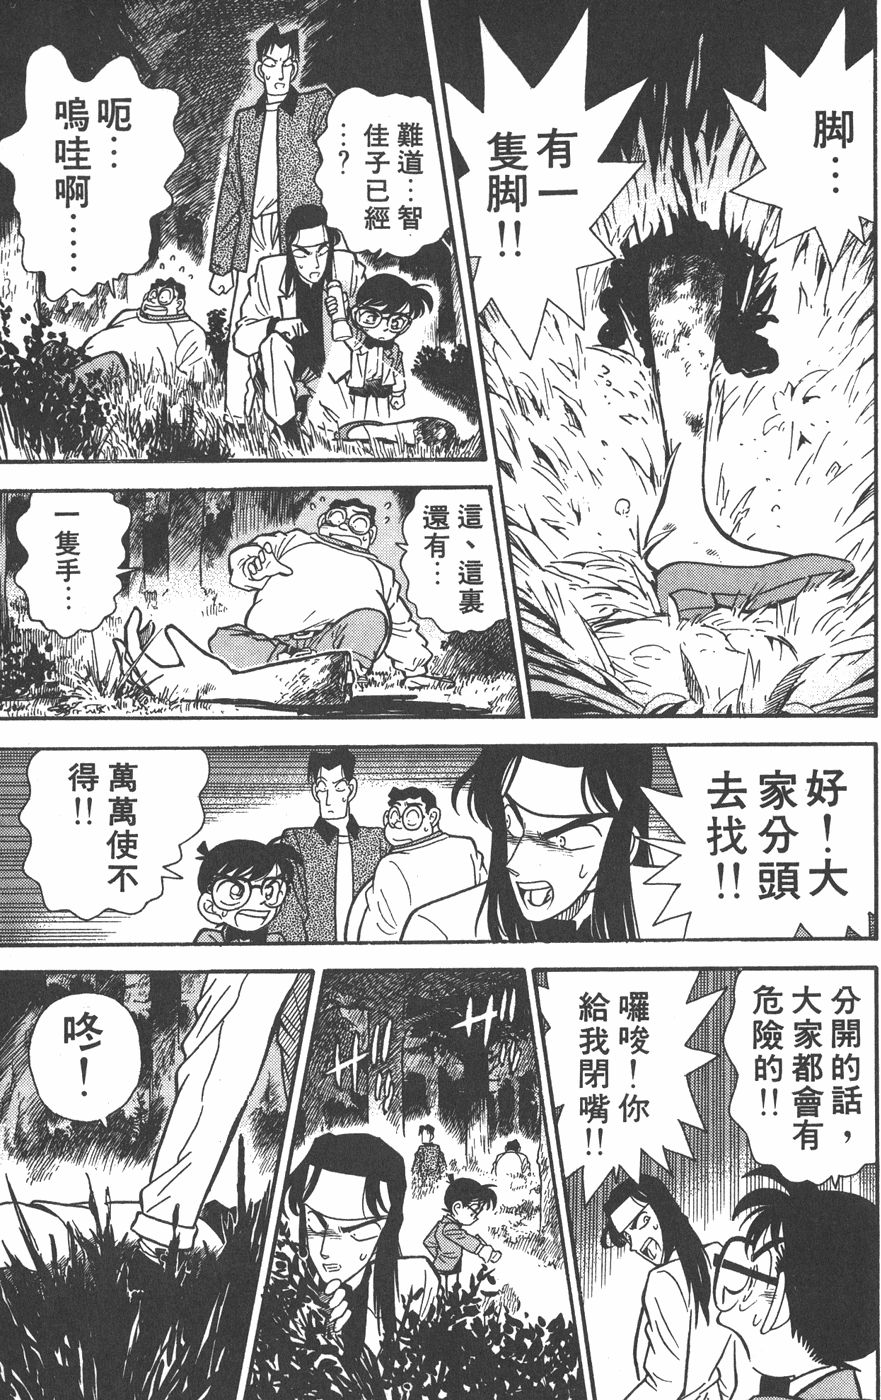 脚…
有一
隻脚!!
難道…智
佳子已經
…?
呃…
嗚哇啊……
這、這裏
還有…
一隻手…
好！大
家分頭
去找!!
萬萬使不
得!!
分開的話，
大家都會有
危險的!!
囉唆！你
給我閉嘴!!
咚！